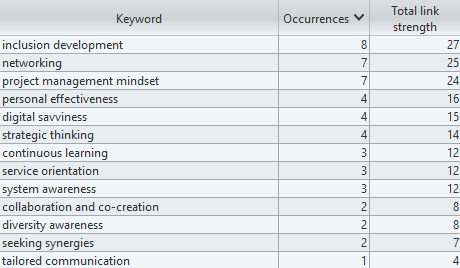 Keyword Occurrences Total link strength
inclusion development 8 27
networking 7 25
project management mindset 7 24
personal effectiveness 4 16
digital savviness 4 15
strategic thinking 4 14
continuous learning 3 12
service orientation 3 12
system awareness 3 12
collaboration and co-creation 2 8
diversity awareness 2 8
seeking synergies 2 7
tailored communication 1 4